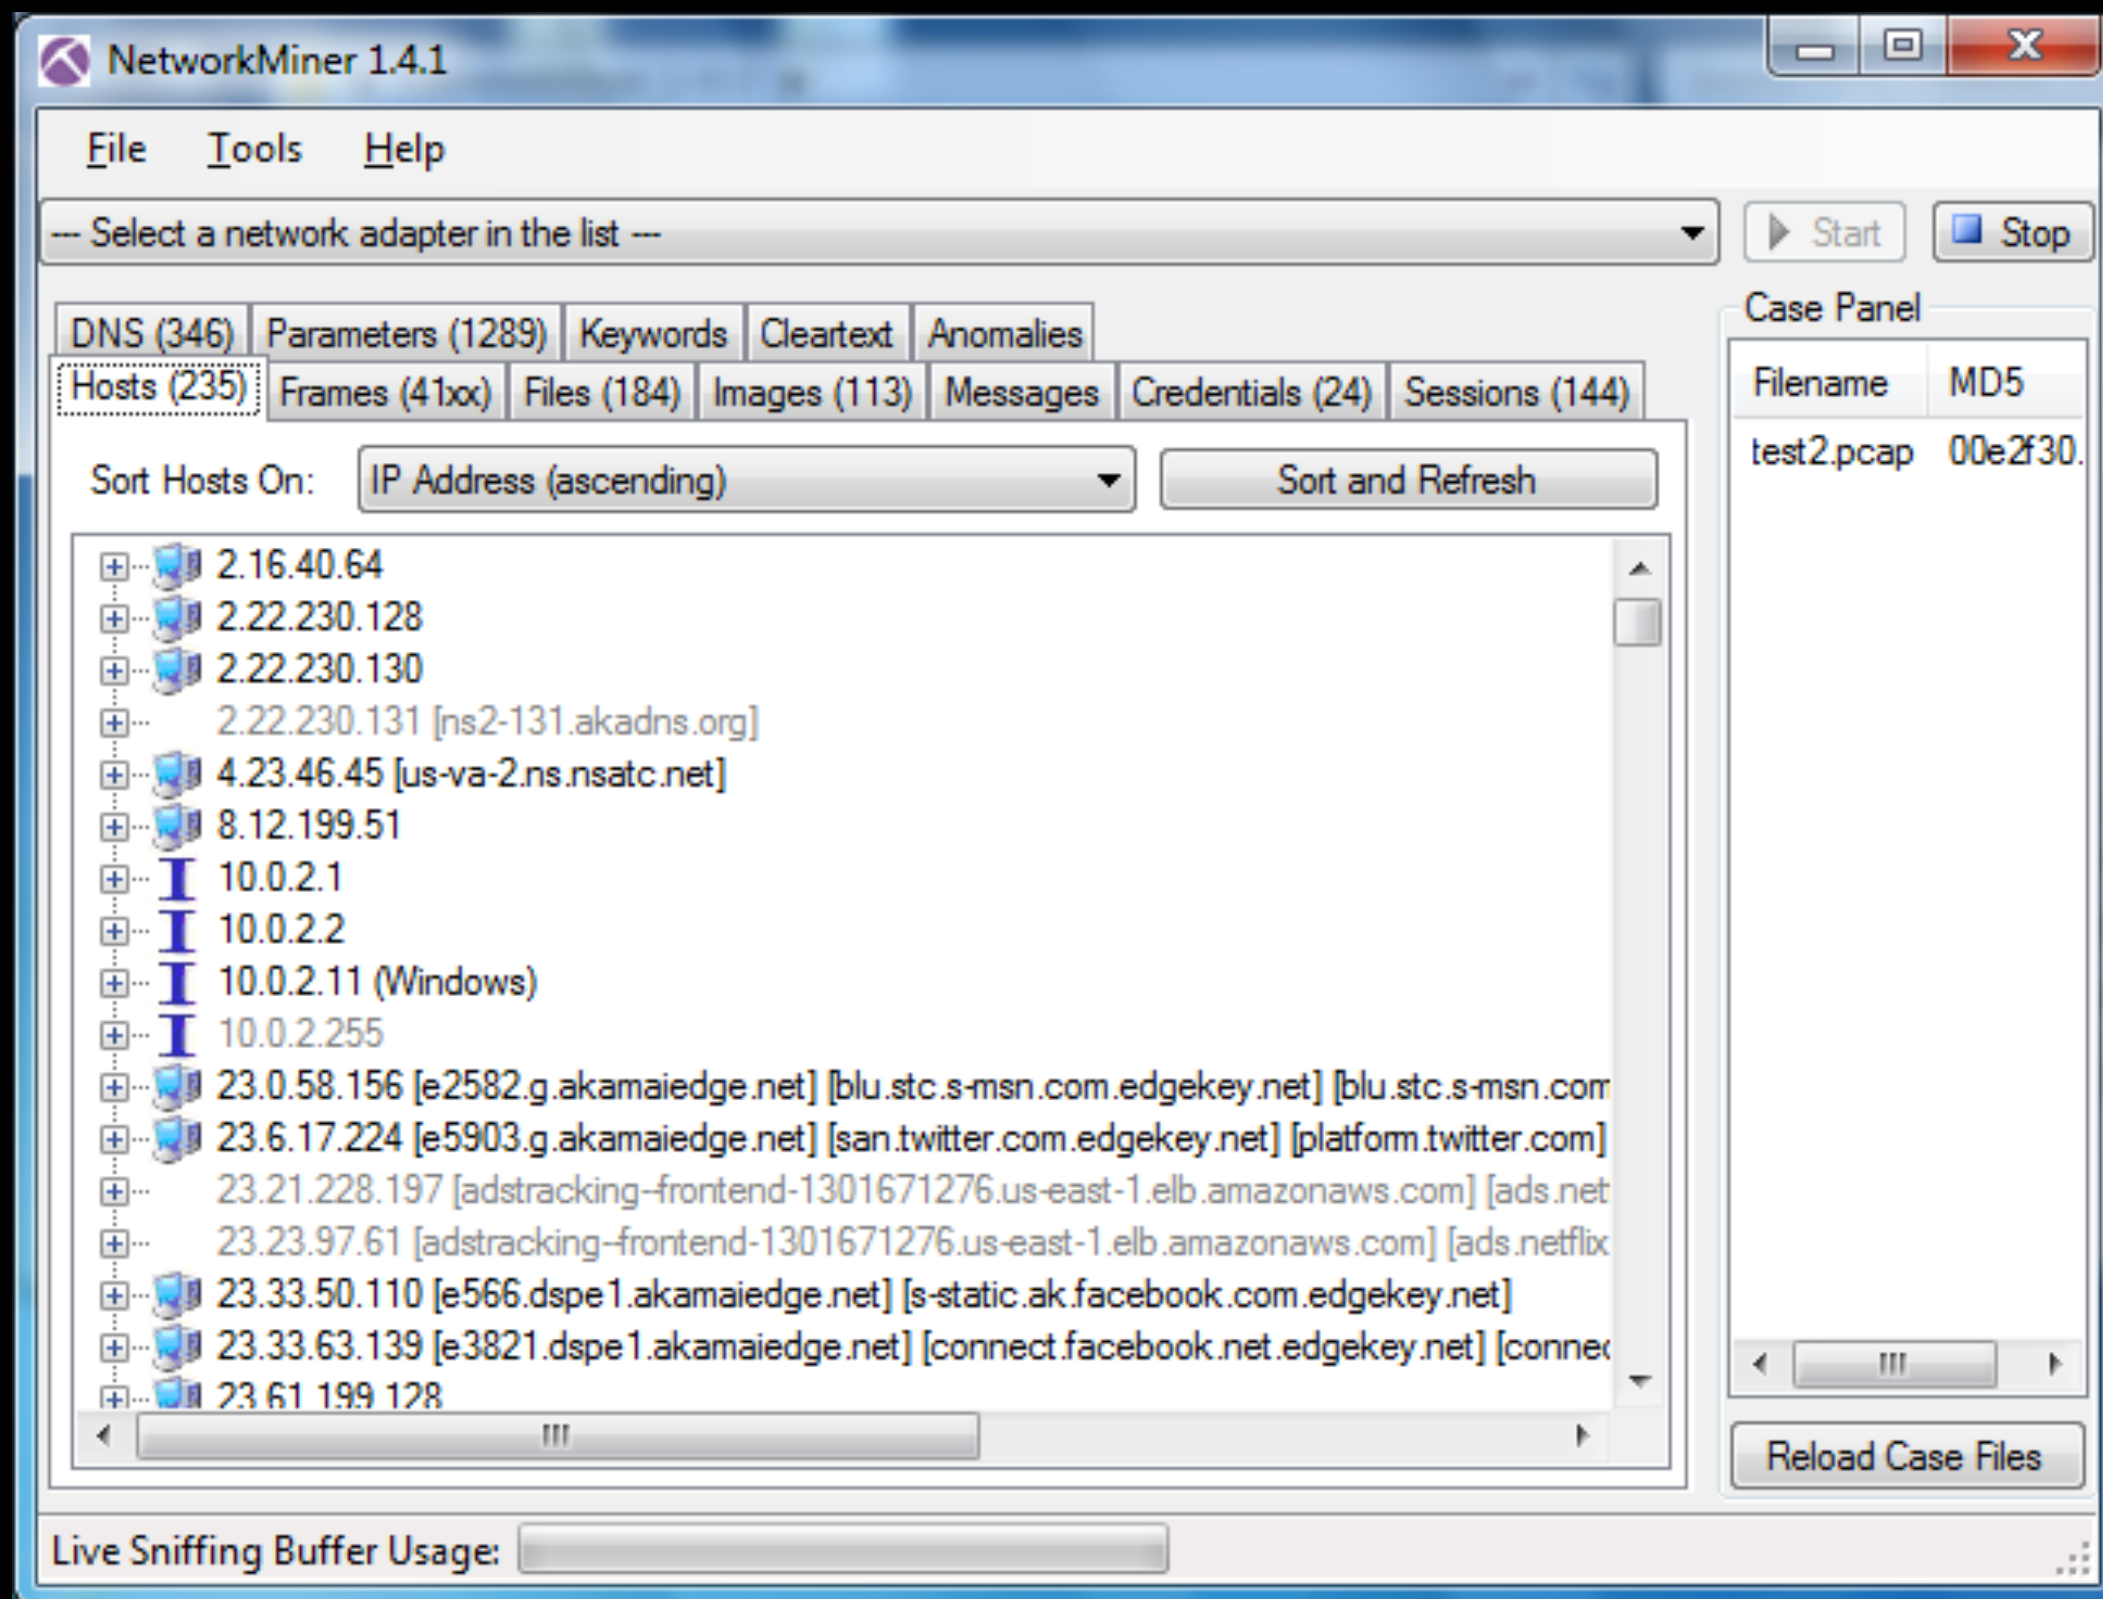 NetworkMiner 1.4.1
File Tools Help
--- Select a network adapter in the list ---
Start
Stop
DNS (346) Parameters (1289) Keywords Cleartext Anomalies
Hosts (235) Frames (41xx) Files (184) Images (113) Messages Credentials (24) Sessions (144)
Sort Hosts On: IP Address (ascending) Sort and Refresh
2.16.40.64
2.22.230.128
2.22.230.130
2.22.230.131 [ns2-131.akadns.org]
4.23.46.45 [us-va-2.ns.nsatc.net]
8.12.199.51
10.0.2.1
10.0.2.2
10.0.2.11 (Windows)
10.0.2.255
23.0.58.156 [e2582.g.akamaiedge.net] [blu.stc.s-msn.com.edgekey.net] [blu.stc.s-msn.com
23.6.17.224 [e5903.g.akamaiedge.net] [san.twitter.com.edgekey.net] [platform.twitter.com]
23.21.228.197 [adstracking-frontend-1301671276.us-east-1.elb.amazonaws.com] [ads.net
23.23.97.61 [adstracking-frontend-1301671276.us-east-1.elb.amazonaws.com] [ads.netflix
23.33.50.110 [e566.dspe1.akamaiedge.net] [s-static.ak.facebook.com.edgekey.net]
23.33.63.139 [e3821.dspe1.akamaiedge.net] [connect.facebook.net.edgekey.net] [connec
23.61.199.128
Case Panel
Filename MD5
test2.pcap 00e2f30.
Reload Case Files
Live Sniffing Buffer Usage: